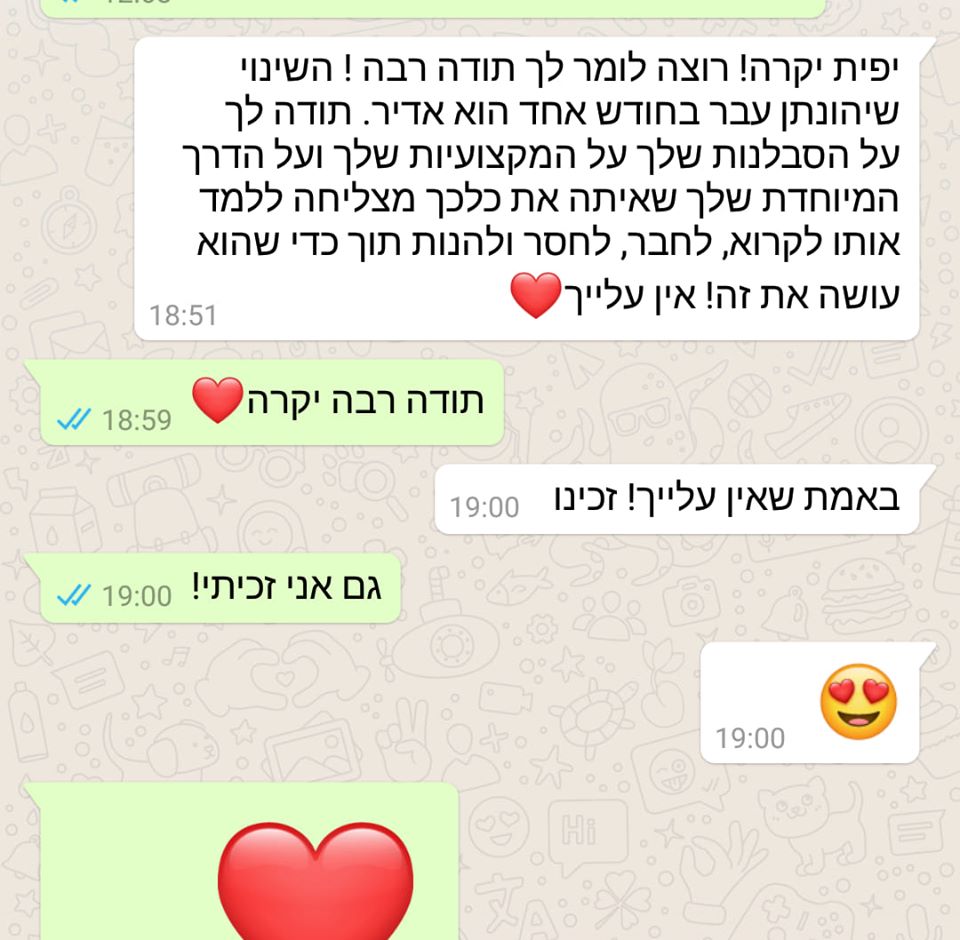 יפית יקרה! רוצה לומר לך תודה רבה ! השינוי
שיהונתן עבר בחודש אחד הוא אדיר. תודה לך
על הסבלנות שלך על המקצועיות שלך ועל הדרך
המיוחדת שלך שאיתה את כלכך מצליחה ללמד
אותו לקרוא, לחבר, לחסר ולהנות תוך כדי שהוא
עושה את זה! אין עלייך❤️
18:51
תודה רבה יקרה❤️
18:59
באמת שאין עלייך! זכינו
19:00
גם אני זכיתי!
19:00
😍
19:00
❤️